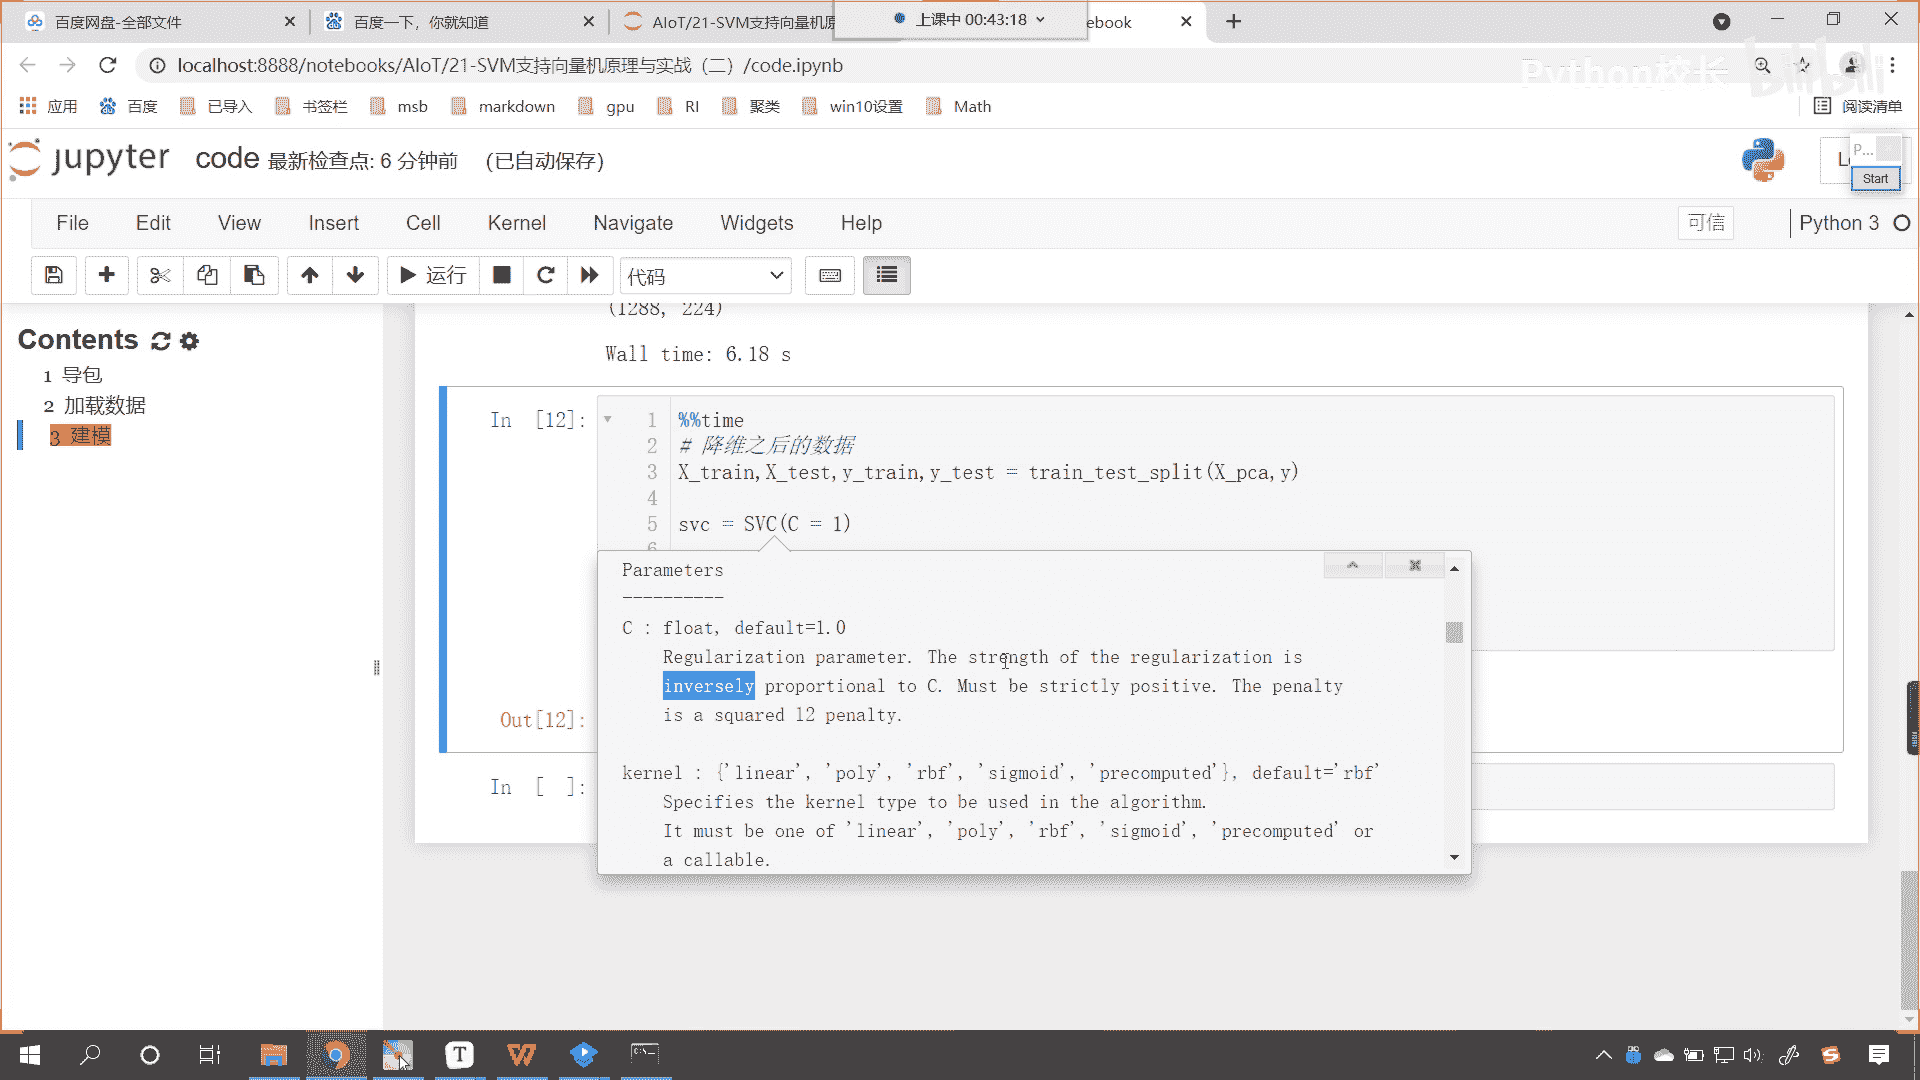 百度网盘-全部文件
百度一下，你就知道
AIoT/21-SVM支持向量机原
上课中 00:43:18
ebook
localhost:8888/notebooks/AIoT/21-SVM支持向量机原理与实战（二）/code.ipynb
Python校长
bilibili
应用
百度
已导入
书签栏
msb
markdown
gpu
RI
聚类
win10设置
Math
阅读清单
jupyter
code 最新检查点: 6 分钟前 (已自动保存)
P...
Start
File Edit View Insert Cell Kernel Navigate Widgets Help
可信
Python 3
运行
代码
Contents
1 导包
2 加载数据
3 建模
(1288, 224)
Wall time: 6.18 s
In [12]:
1 %%time
2 # 降维之后的数据
3 X_train,X_test,y_train,y_test = train_test_split(X_pca,y)
4
5 svc = SVC(C = 1)
6
Parameters
----------
C : float, default=1.0
Regularization parameter. The strength of the regularization is
inversely proportional to C. Must be strictly positive. The penalty
is a squared l2 penalty.
kernel : {'linear', 'poly', 'rbf', 'sigmoid', 'precomputed'}, default='rbf'
Specifies the kernel type to be used in the algorithm.
It must be one of 'linear', 'poly', 'rbf', 'sigmoid', 'precomputed' or
a callable.
Out[12]:
In [ ]: